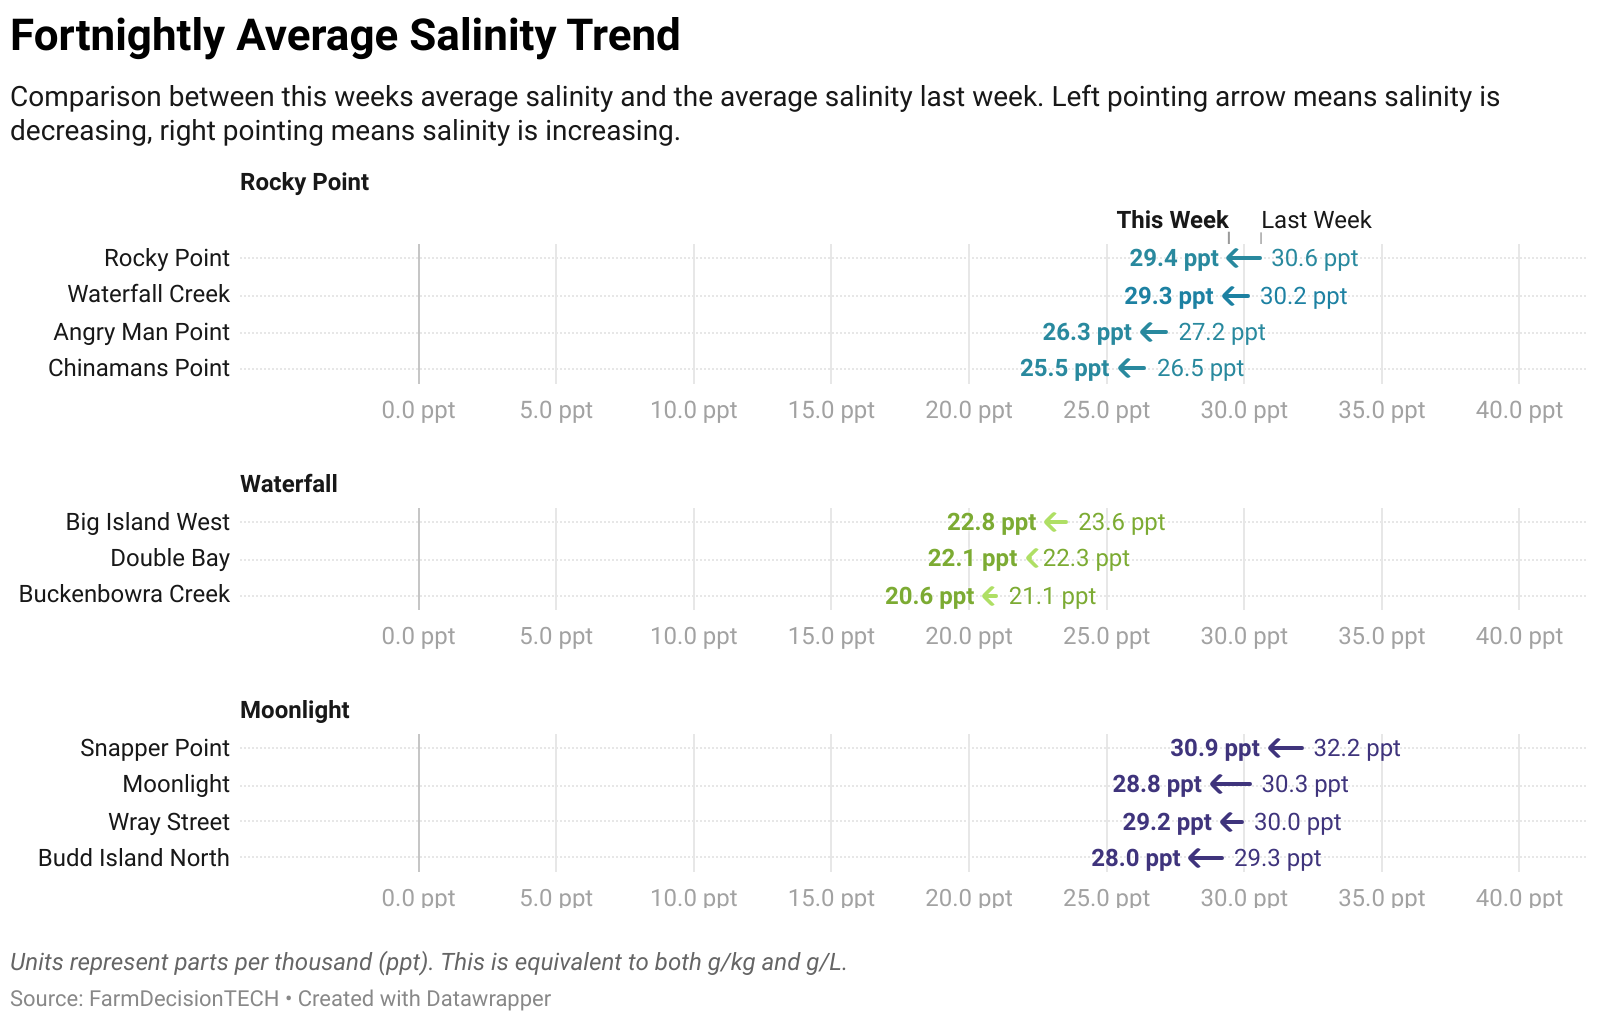 Fortnightly Average Salinity Trend
Comparison between this weeks average salinity and the average salinity last week. Left pointing arrow means salinity is
decreasing, right pointing means salinity is increasing.
Rocky Point
This Week Last Week
Rocky Point 29.4 ppt 30.6 ppt
Waterfall Creek 29.3 ppt 30.2 ppt
Angry Man Point 26.3 ppt 27.2 ppt
Chinamans Point 25.5 ppt 26.5 ppt
0.0 ppt 5.0 ppt 10.0 ppt 15.0 ppt 20.0 ppt 25.0 ppt 30.0 ppt 35.0 ppt 40.0 ppt
Waterfall
Big Island West 22.8 ppt 23.6 ppt
Double Bay 22.1 ppt 22.3 ppt
Buckenbowra Creek 20.6 ppt 21.1 ppt
0.0 ppt 5.0 ppt 10.0 ppt 15.0 ppt 20.0 ppt 25.0 ppt 30.0 ppt 35.0 ppt 40.0 ppt
Moonlight
Snapper Point 30.9 ppt 32.2 ppt
Moonlight 28.8 ppt 30.3 ppt
Wray Street 29.2 ppt 30.0 ppt
Budd Island North 28.0 ppt 29.3 ppt
0.0 ppt 5.0 ppt 10.0 ppt 15.0 ppt 20.0 ppt 25.0 ppt 30.0 ppt 35.0 ppt 40.0 ppt
Units represent parts per thousand (ppt). This is equivalent to both g/kg and g/L.
Source: FarmDecisionTECH • Created with Datawrapper